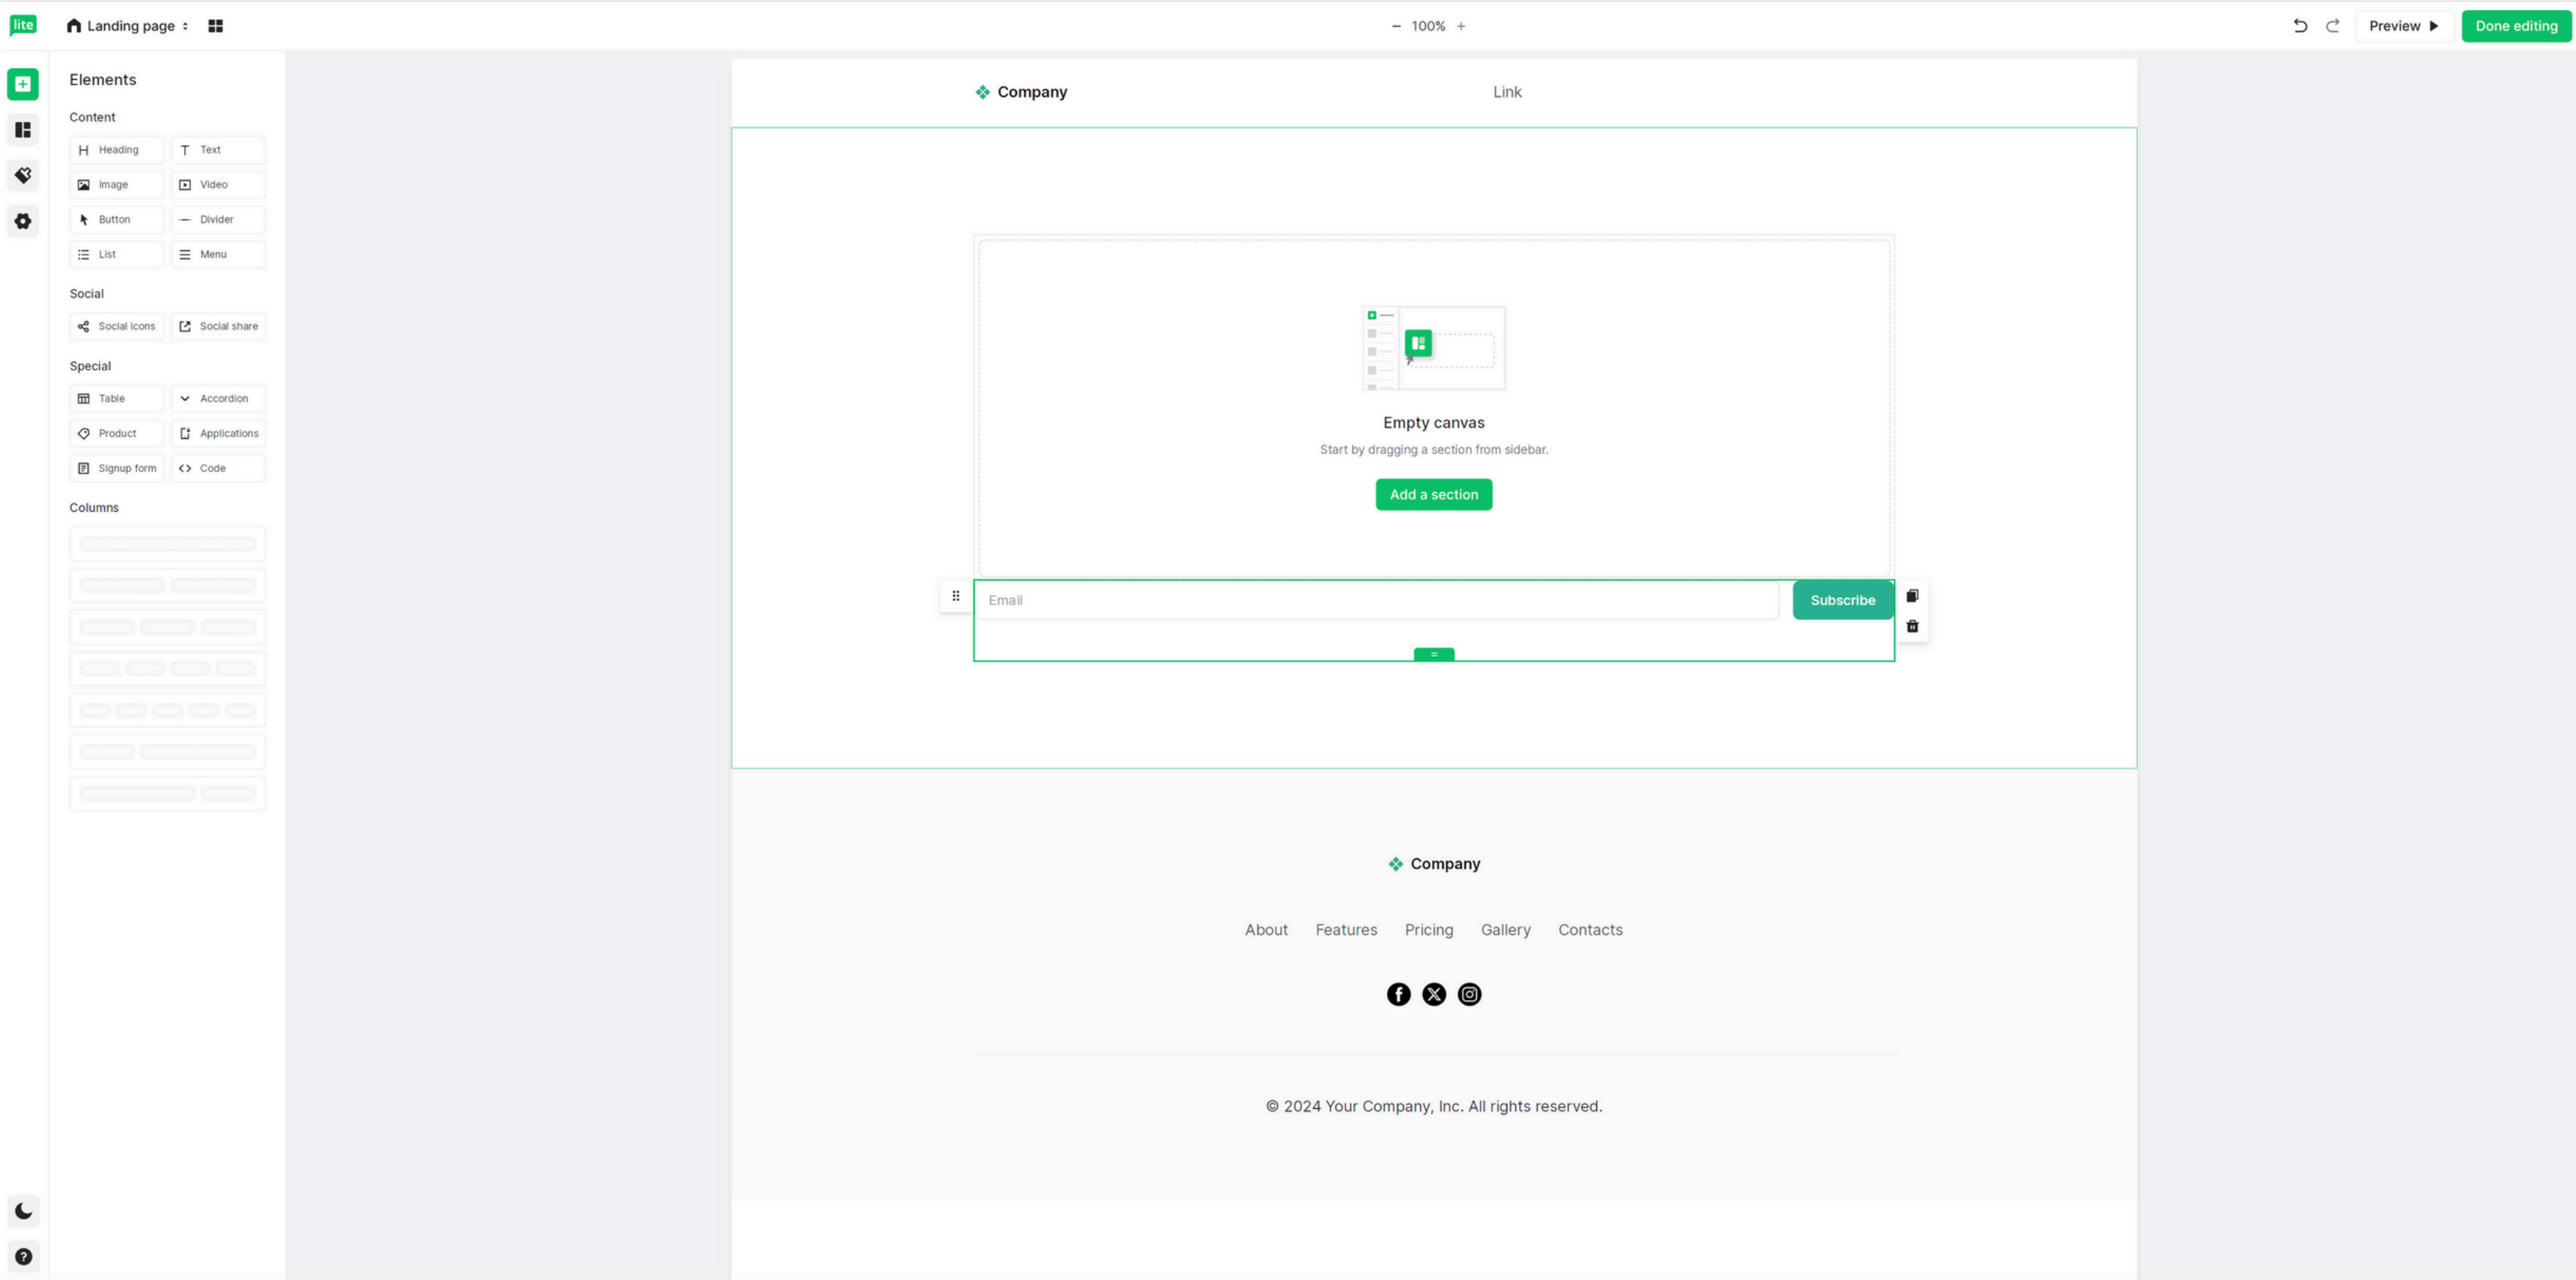 lite Landing page 100% Preview Done editing
Elements
Content
Heading Text
Image Video
Button Divider
List Menu
Social
Social icons Social share
Special
Table Accordion
Product Applications
Signup form Code
Columns
Company Link
Empty canvas
Start by dragging a section from sidebar.
Add a section
Email Subscribe
Company
About Features Pricing Gallery Contacts
© 2024 Your Company, Inc. All rights reserved.